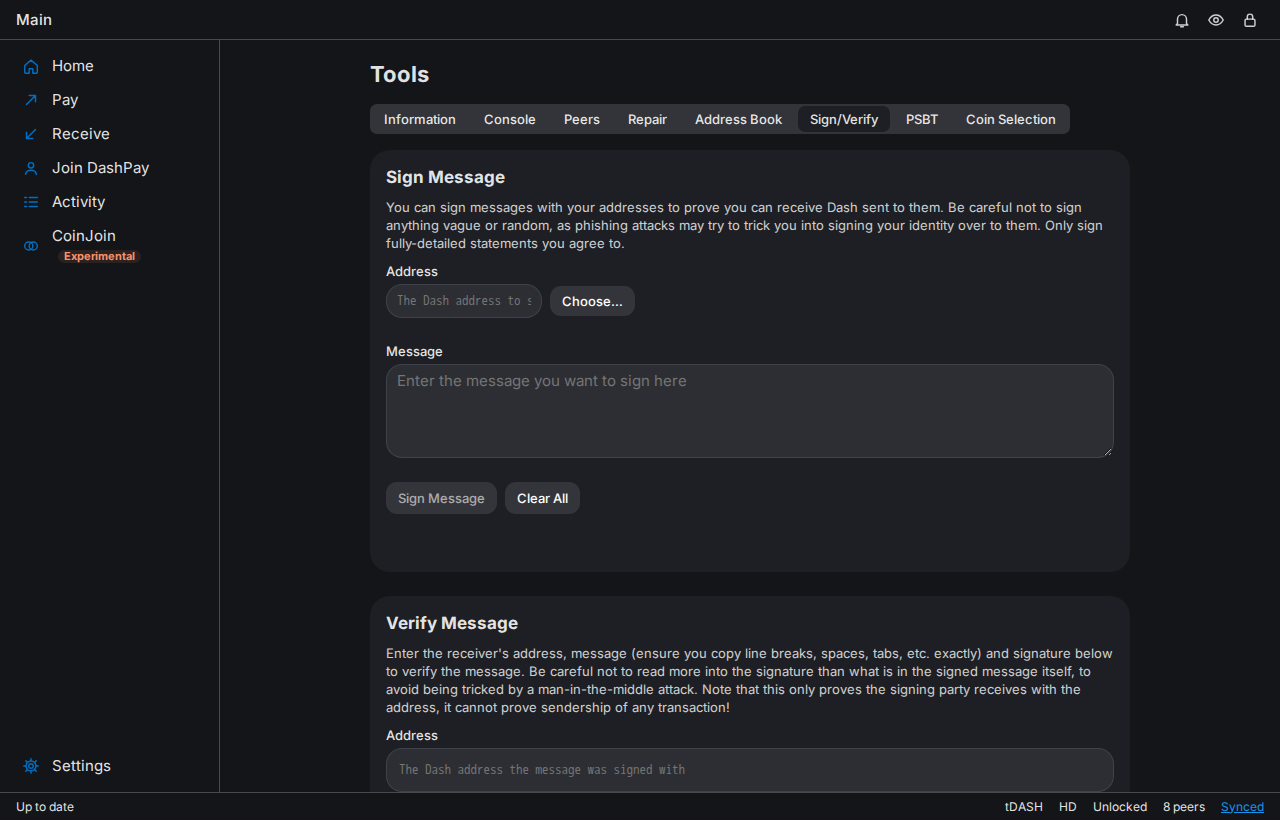 Main
Home
Pay
Receive
Join DashPay
Activity
CoinJoin
Experimental
Settings
Tools
Information Console Peers Repair Address Book Sign/Verify PSBT Coin Selection
Sign Message
You can sign messages with your addresses to prove you can receive Dash sent to them. Be careful not to sign
anything vague or random, as phishing attacks may try to trick you into signing your identity over to them. Only sign
fully-detailed statements you agree to.
Address
The Dash address to s
Choose...
Message
Enter the message you want to sign here
Sign Message Clear All
Verify Message
Enter the receiver's address, message (ensure you copy line breaks, spaces, tabs, etc. exactly) and signature below
to verify the message. Be careful not to read more into the signature than what is in the signed message itself, to
avoid being tricked by a man-in-the-middle attack. Note that this only proves the signing party receives with the
address, it cannot prove sendership of any transaction!
Address
The Dash address the message was signed with
Up to date
tDASH HD Unlocked 8 peers Synced